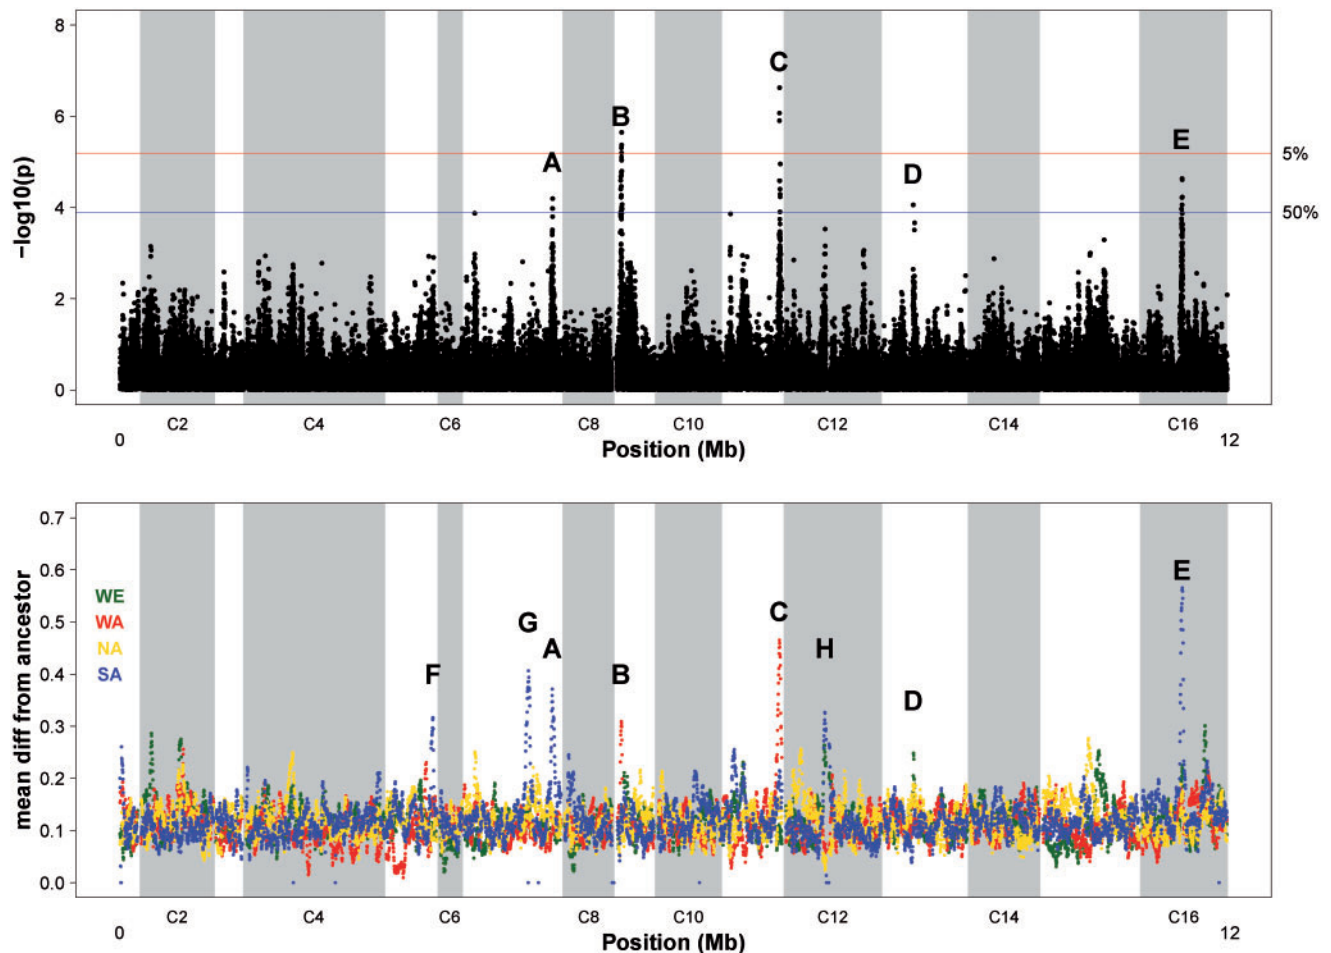 8
6
4
2
0
−log10(p)
A
B
C
D
E
5%
50%
C2
C4
C6
C8
C10
C12
C14
C16
0
Position (Mb)
12
0.7
0.6
0.5
0.4
0.3
0.2
0.1
0.0
mean diff from ancestor
WE
WA
NA
SA
F
G
A
B
C
H
D
E
C2
C4
C6
C8
C10
C12
C14
C16
0
Position (Mb)
12